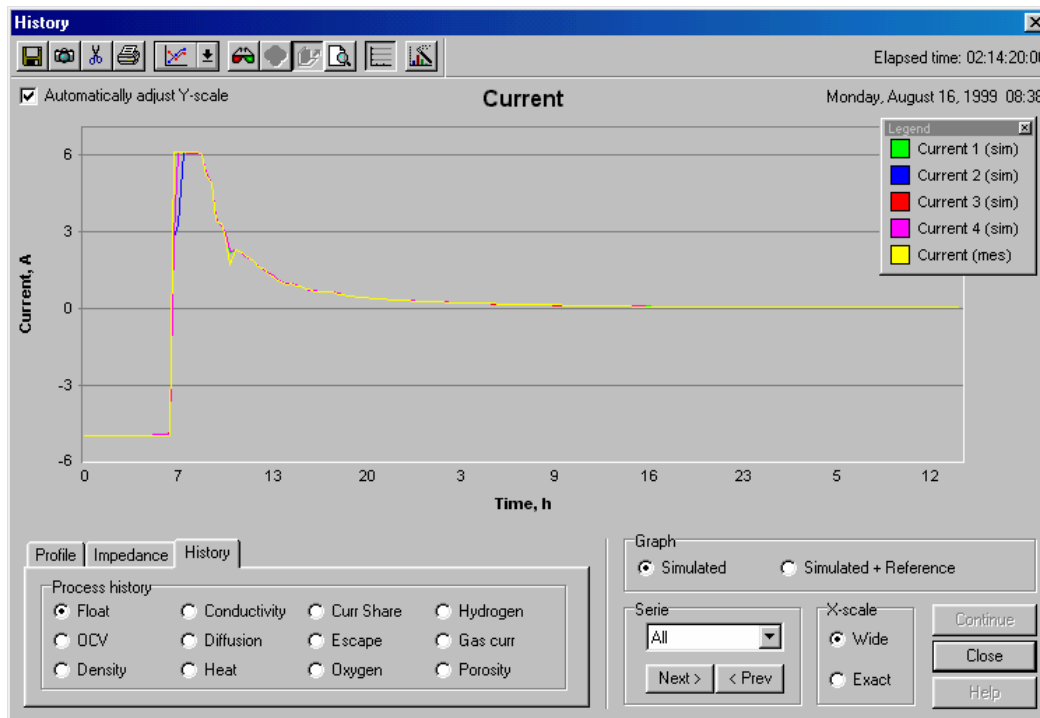 History
Elapsed time: 02:14:20:00
Automatically adjust Y-scale
Current
Monday, August 16, 1999 08:38
Legend
Current 1 (sim)
Current 2 (sim)
Current 3 (sim)
Current 4 (sim)
Current (mes)
Current, A
6
3
0
-3
-6
0 7 13 20 3 9 16 23 5 12
Time, h
Profile Impedance History
Process history
Float Conductivity Curr Share Hydrogen
OCV Diffusion Escape Gas curr
Density Heat Oxygen Porosity
Graph
Simulated Simulated + Reference
Serie
All
Next > < Prev
X-scale
Wide
Exact
Continue
Close
Help